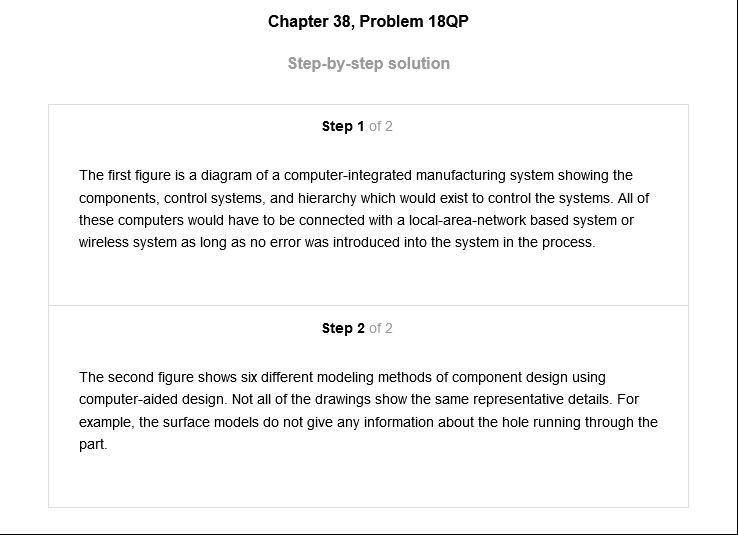 Chapter 38, Problem 18QP
Step-by-step solution
Step 1 of 2
The first figure is a diagram of a computer-integrated manufacturing system showing the
components, control systems, and hierarchy which would exist to control the systems. All of
these computers would have to be connected with a local-area-network based system or
wireless system as long as no error was introduced into the system in the process.
Step 2 of 2
The second figure shows six different modeling methods of component design using
computer-aided design. Not all of the drawings show the same representative details. For
example, the surface models do not give any information about the hole running through the
part.